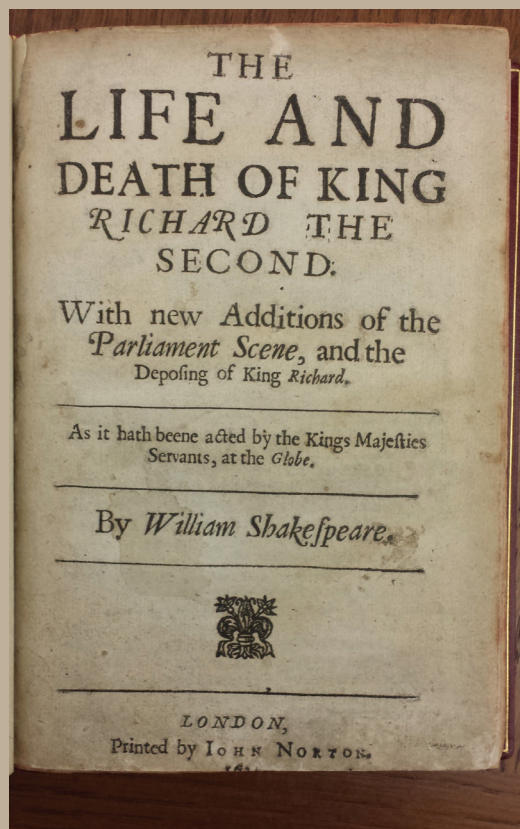 THE
LIFE AND
DEATH OF KING
RICHARD THE
SECOND.
With new Additions of the
Parliament Scene, and the
Depoſing of King Richard.
As it hath beene acted by the Kings Majeſties
Servants, at the Globe.
By William Shakeſpeare.
LONDON,
Printed by IOHN NORTON.